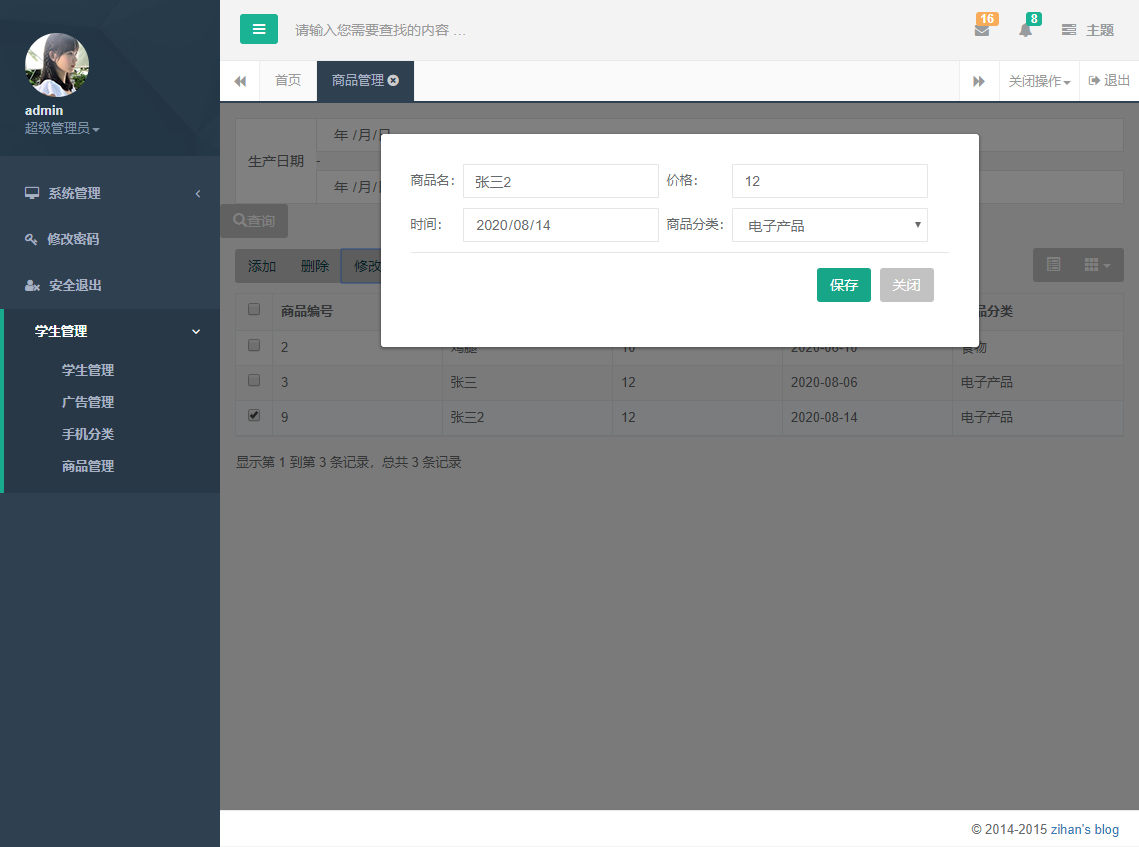 admin
超级管理员
系统管理
修改密码
安全退出
学生管理
学生管理
广告管理
手机分类
商品管理
请输入您需要查找的内容 …
16
8
主题
首页
商品管理
关闭操作
退出
年 /月/日
生产日期 -
年 /月/
查询
添加 删除 修改
商品名： 张三2 价格： 12
时间： 2020/08/14 商品分类： 电子产品
保存 关闭
商品编号 品分类
2 鸡腿 10 2020-08-10 食物
3 张三 12 2020-08-06 电子产品
9 张三2 12 2020-08-14 电子产品
显示第 1 到第 3 条记录，总共 3 条记录
© 2014-2015 zihan's blog